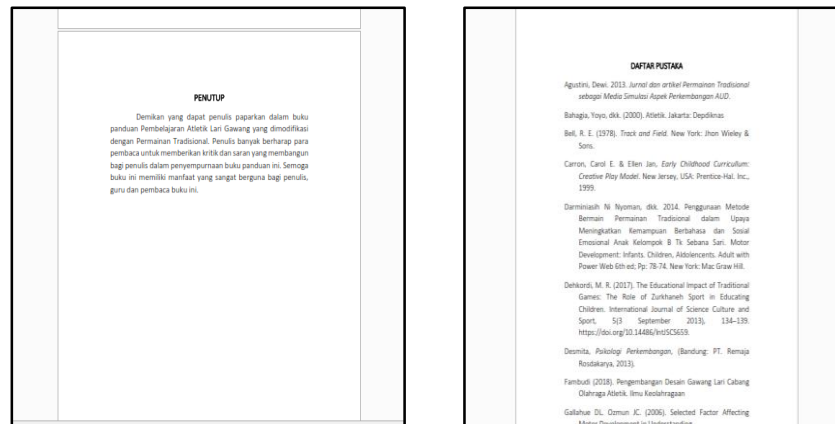 PENUTUP
Demikan yang dapat penulis paparkan dalam buku
panduan Pembelajaran Atletik Lari Gawang yang dimodifikasi
dengan Permainan Tradisional. Penulis banyak berharap para
pembaca untuk memberikan kritik dan saran yang membangun
bagi penulis dalam penyempurnaan buku panduan ini. Semoga
buku ini memiliki manfaat yang sangat berguna bagi penulis,
guru dan pembaca buku ini.
DAFTAR PUSTAKA
Agustini, Dewi. 2013. Jurnal dan artikel Permainan Tradisional
sebagai Media Simulasi Aspek Perkembangan AUD.
Bahagia, Yoyo, dkk. (2000). Atletik. Jakarta: Depdiknas
Bell, R. E. (1978). Track and Field. New York: Jhon Wieley &
Sons.
Carron, Carol E. & Ellen Jan, Early Childhood Curricullum:
Creative Play Model. New Jersey, USA: Prentice-Hal. Inc.,
1999.
Darminiasih Ni Nyoman, dkk. 2014. Penggunaan Metode
Bermain Permainan Tradisional dalam Upaya
Meningkatkan Kemampuan Berbahasa dan Sosial
Emosional Anak Kelompok B Tk Sebana Sari. Motor
Development: Infants. Children, Aldolencents. Adult with
Power Web 6th ed; Pp: 78-74. New York: Mac Graw Hill.
Dehkordi, M. R. (2017). The Educational Impact of Traditional
Games: The Role of Zurkhaneh Sport in Educating
Children. International Journal of Science Culture and
Sport, 5(3 September 2013), 134–139.
https://doi.org/10.14486/IntJSCS659.
Desmita, Psikologi Perkembangan, (Bandung: PT. Remaja
Rosdakarya, 2013).
Fambudi (2018). Pengembangan Desain Gawang Lari Cabang
Olahraga Atletik. Ilmu Keolahragaan
Gallahue DL. Ozmun JC. (2006). Selected Factor Affecting
Motor Development in Understanding